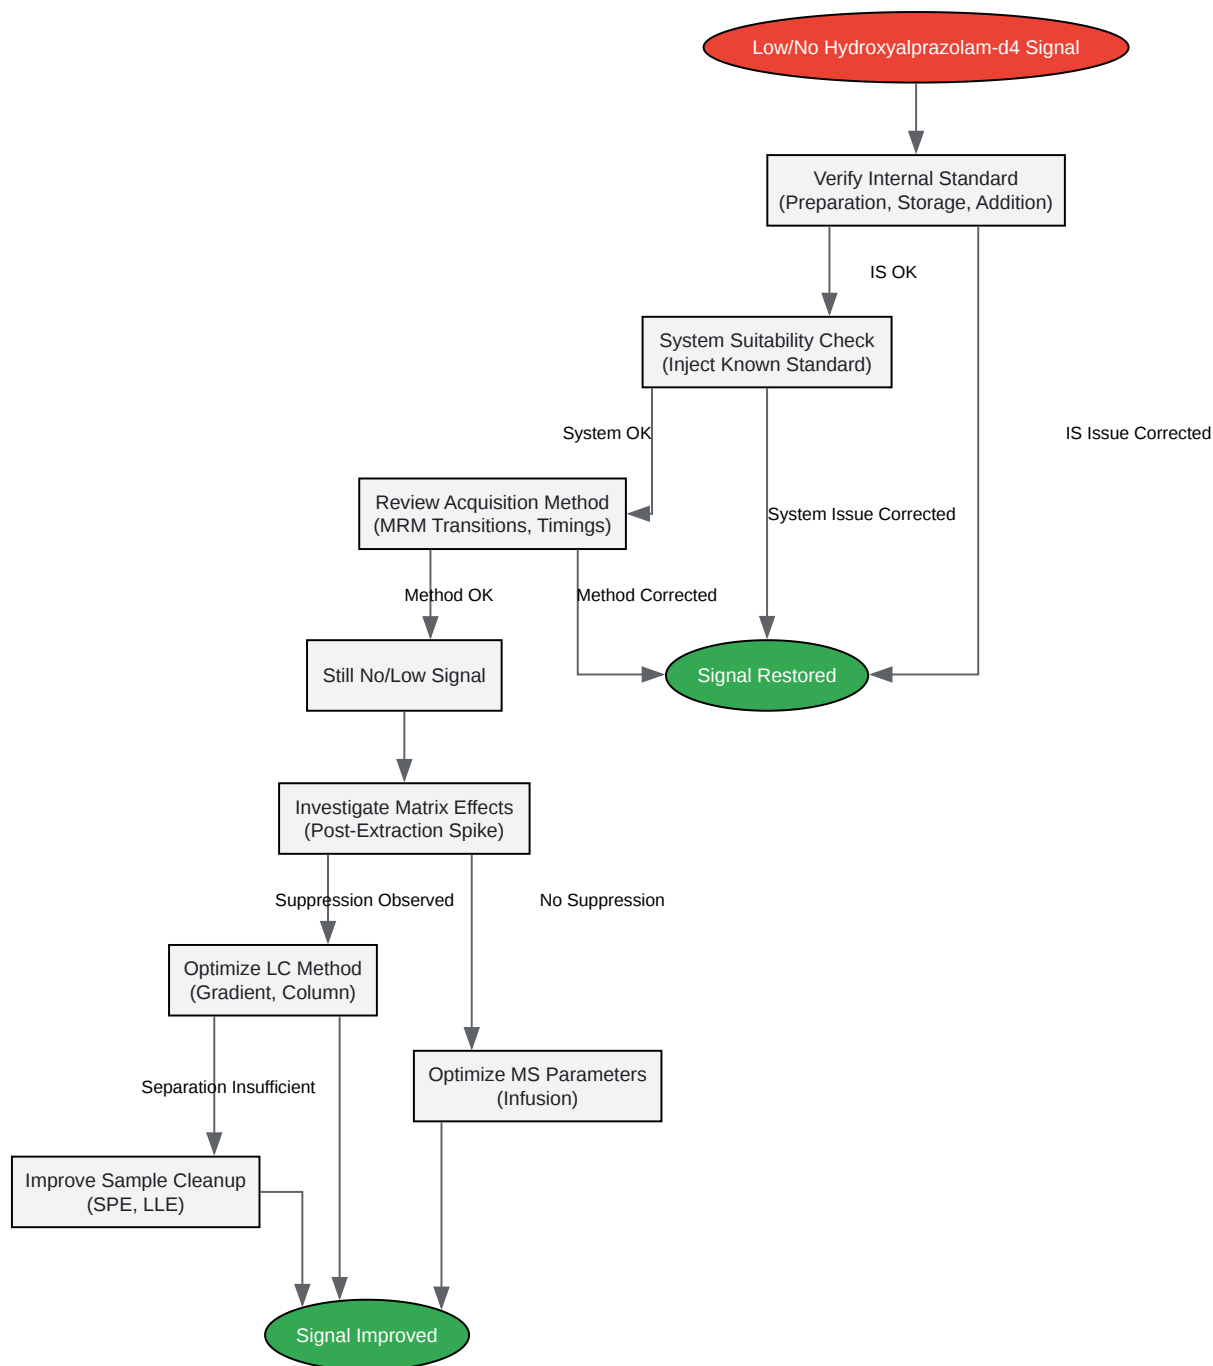 Low/No Hydroxyalprazolam-d4 Signal
Verify Internal Standard
(Preparation, Storage, Addition)
IS OK
System Suitability Check
(Inject Known Standard)
System OK
IS Issue Corrected
Review Acquisition Method
(MRM Transitions, Timings)
System Issue Corrected
Method OK
Method Corrected
Still No/Low Signal
Signal Restored
Investigate Matrix Effects
(Post-Extraction Spike)
Suppression Observed
No Suppression
Optimize LC Method
(Gradient, Column)
Optimize MS Parameters
(Infusion)
Separation Insufficient
Improve Sample Cleanup
(SPE, LLE)
Signal Improved